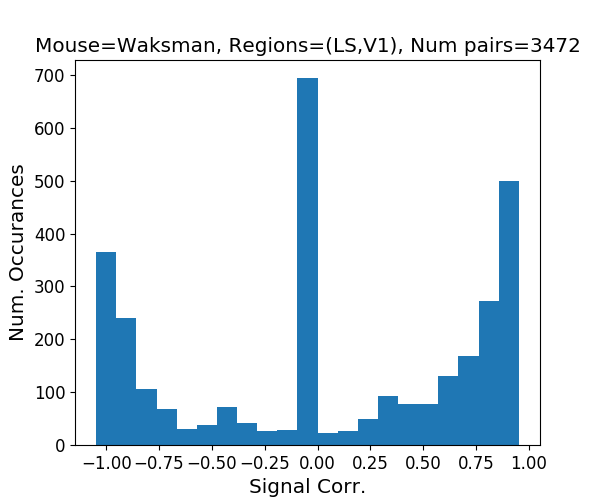 Mouse=Waksman, Regions=(LS,V1), Num pairs=3472
700
600
500
400
300
200
100
0
Num. Occurances
−1.00 −0.75 −0.50 −0.25 0.00 0.25 0.50 0.75 1.00
Signal Corr.